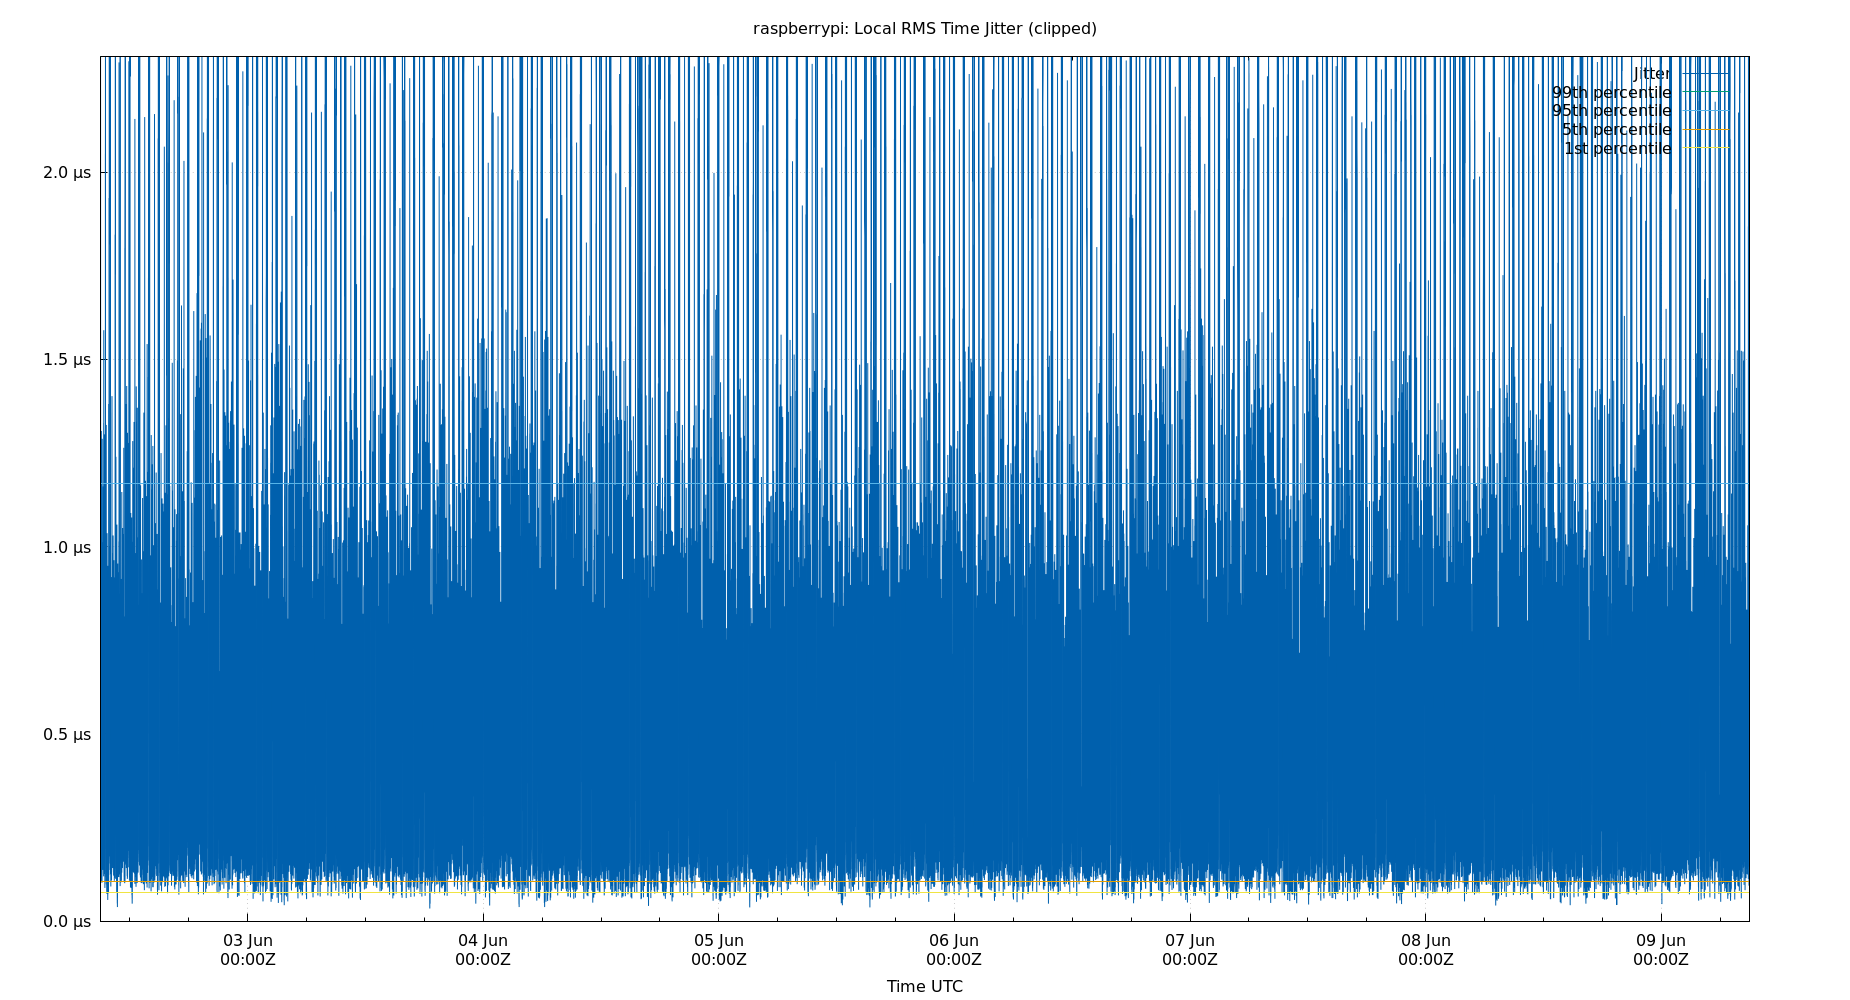 raspberrypi: Local RMS Time Jitter (clipped)
Jitter
99th percentile
95th percentile
5th percentile
1st percentile
2.0 μs
1.5 μs
1.0 μs
0.5 μs
0.0 μs
03 Jun 04 Jun 05 Jun 06 Jun 07 Jun 08 Jun 09 Jun
00:00Z 00:00Z 00:00Z 00:00Z 00:00Z 00:00Z 00:00Z
Time UTC